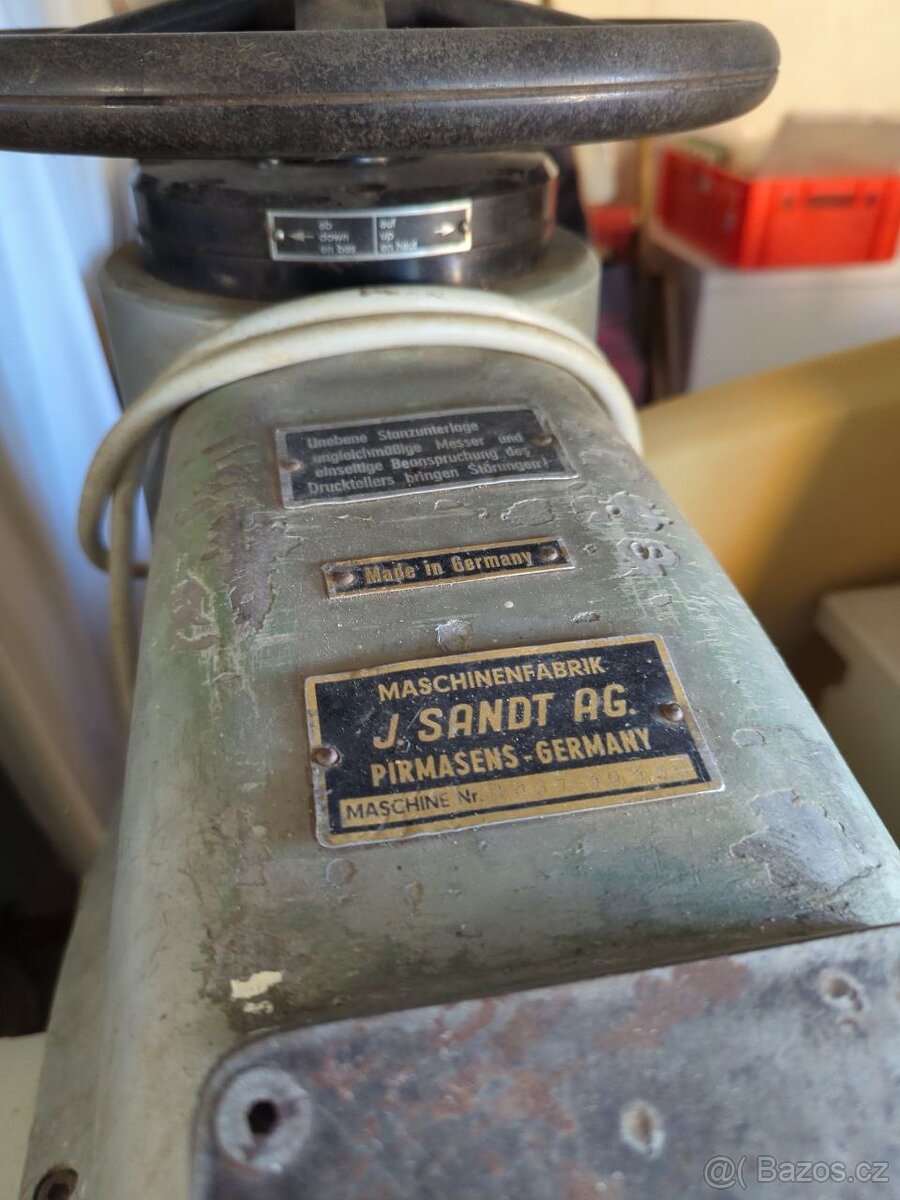 ab
down
en bas
auf
up
en haut
Unebene Stanzunterlage
ungleichmäßige Messer und
einseitige Beanspruchung des
Drucktellers bringen Störungen!
Made in Germany
MASCHINENFABRIK
J. SANDT AG.
PIRMASENS - GERMANY
MASCHINE Nr.
@( Bazos.cz